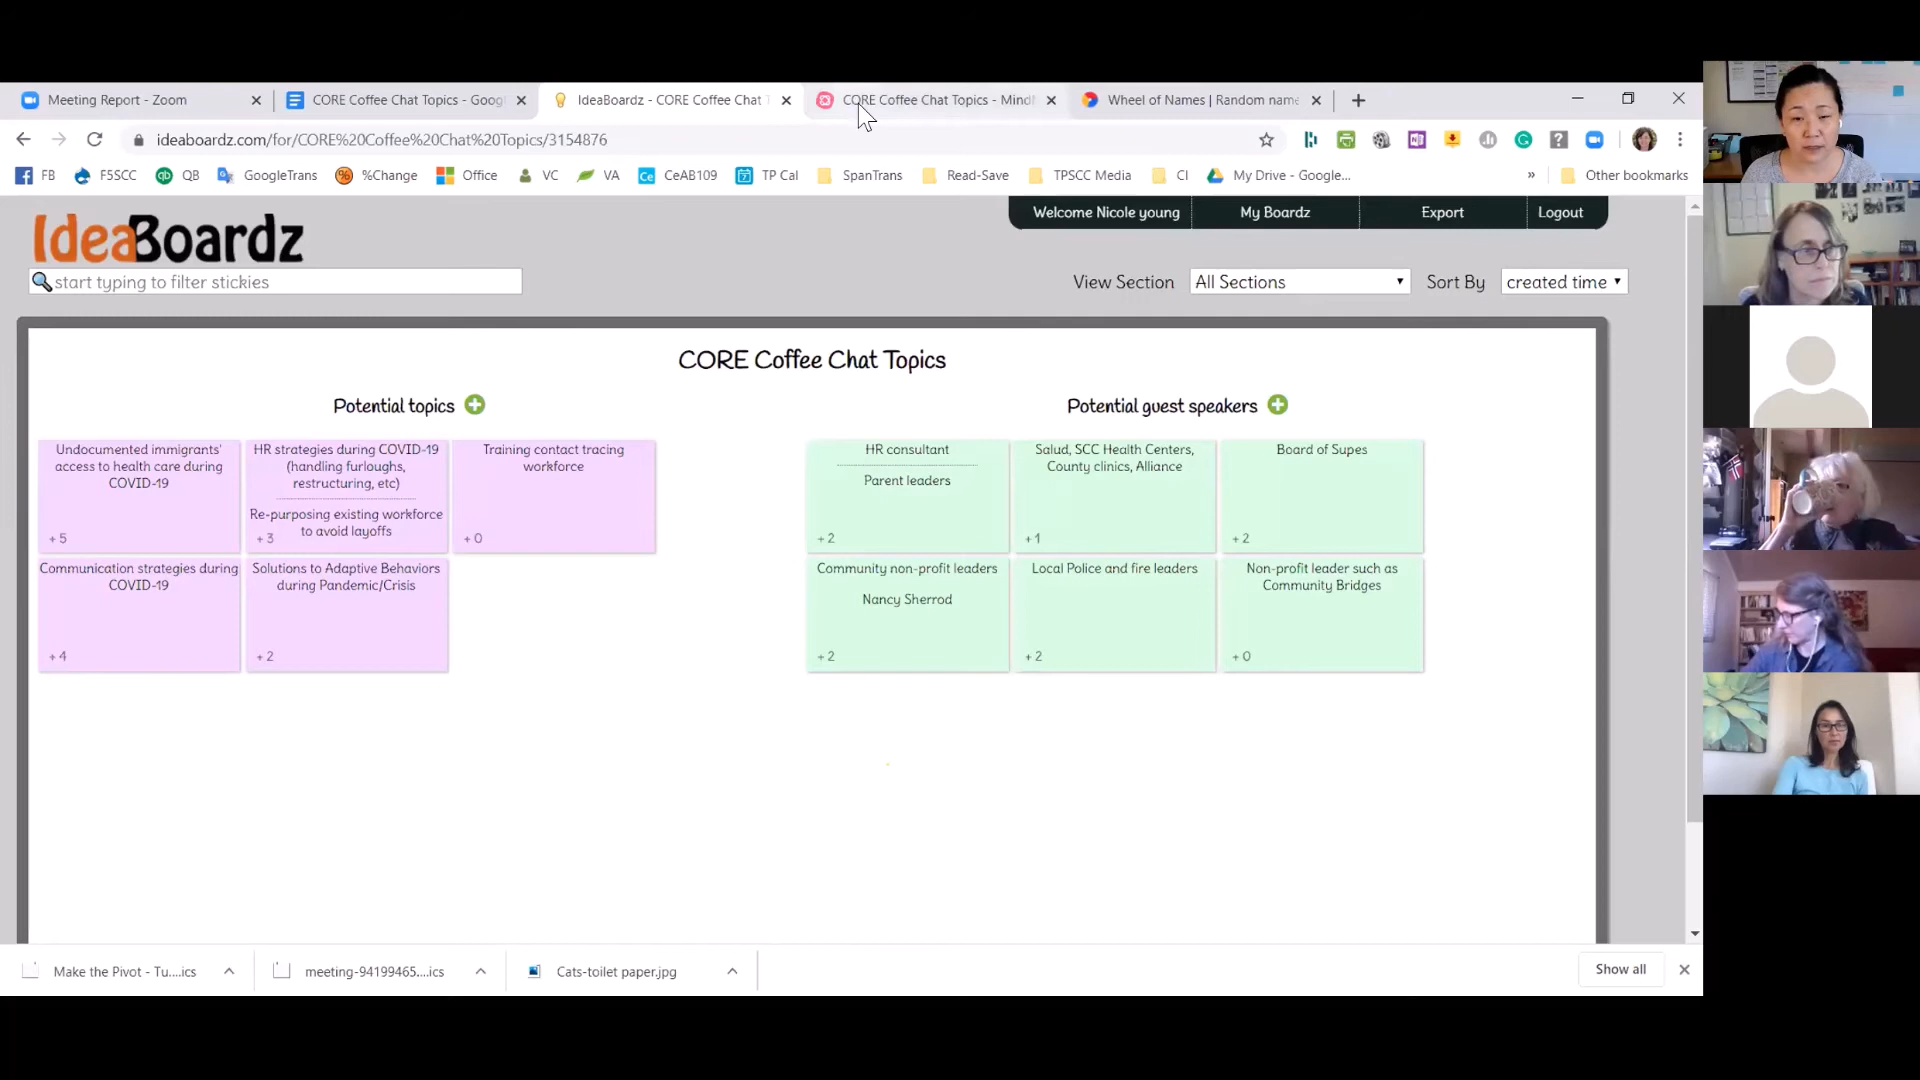 Meeting Report - Zoom
CORE Coffee Chat Topics - Goog
IdeaBoardz - CORE Coffee Chat T
CORE Coffee Chat Topics - Mind
Wheel of Names | Random name
ideaboardz.com/for/CORE%20Coffee%20Chat%20Topics/3154876
FB
F5SCC
QB
GoogleTrans
%Change
Office
VC
VA
CeAB109
TP Cal
SpanTrans
Read-Save
TPSCC Media
CI
My Drive - Google...
»
Other bookmarks
IdeaBoardz
Welcome Nicole young
My Boardz
Export
Logout
start typing to filter stickies
View Section
All Sections
Sort By
created time
CORE Coffee Chat Topics
Potential topics
Undocumented immigrants'
access to health care during
COVID-19
+ 5
HR strategies during COVID-19
(handling furloughs,
restructuring, etc)
Re-purposing existing workforce
to avoid layoffs
+ 3
Training contact tracing
workforce
+ 0
Communication strategies during
COVID-19
+ 4
Solutions to Adaptive Behaviors
during Pandemic/Crisis
+ 2
Potential guest speakers
HR consultant
Parent leaders
+ 2
Salud, SCC Health Centers,
County clinics, Alliance
+ 1
Board of Supes
+ 2
Community non-profit leaders
Nancy Sherrod
+ 2
Local Police and fire leaders
+ 2
Non-profit leader such as
Community Bridges
+ 0
Make the Pivot - Tu....ics
meeting-94199465....ics
Cats-toilet paper.jpg
Show all